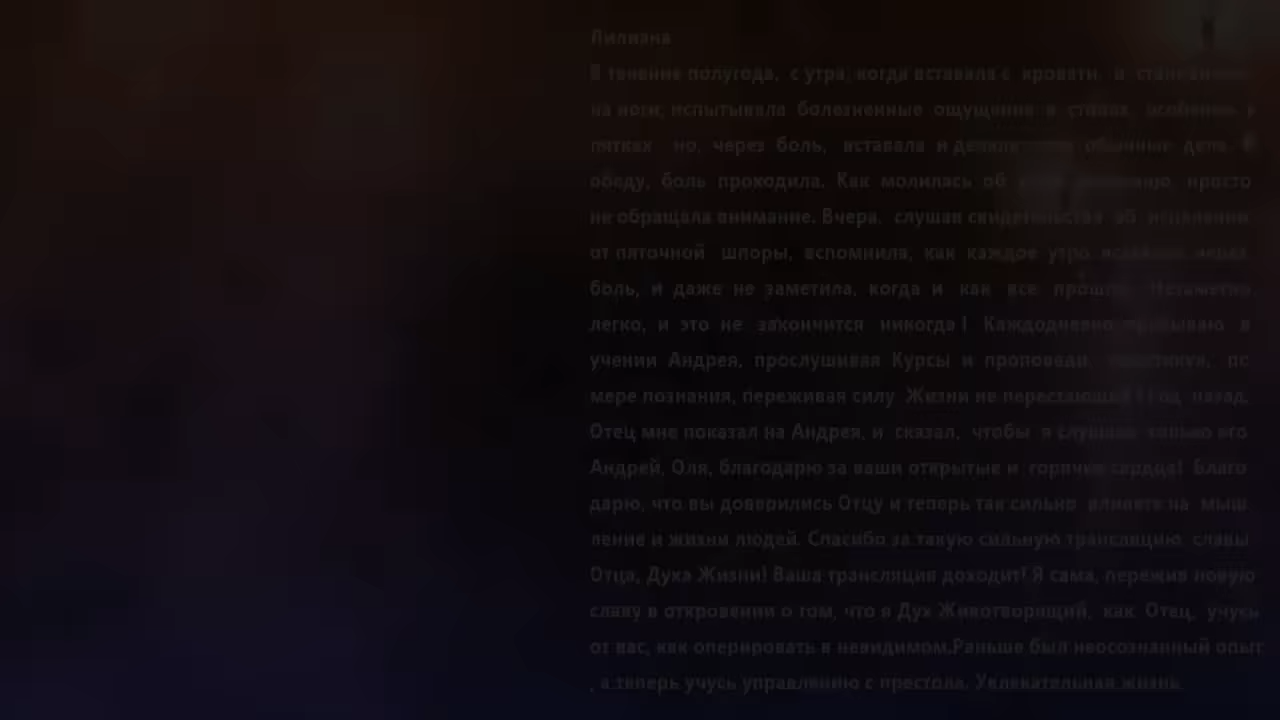 Лилиана
В течение полугода, с утра, когда вставала с кровати, и
на ноги, испытывала болезненные ощущения в стопах, особенно в
пятках но, через боль, вставала и обычные дела. К
обеду, боль проходила. Как молилась об просто
не обращала внимание. Вчера, слушая свидетельства об исцелении
от пяточной шпоры, вспомнила, как каждое утро вставала через
боль, и даже не заметила, когда и как все прошло. Незаметно,
легко, и это не закончится никогда! Каждодневно пребываю в
учении Андрея, прослушивая Курсы и проповеди, по
мере познания, переживая силу Жизни не перестающей! Год назад,
Отец мне показал на Андрея, и сказал, чтобы я слушала только его
Андрей, Оля, благодарю за ваши открытые и горячие сердца! Благо
дарю, что вы доверились Отцу и теперь так сильно влияете на мыш
ление и жизни людей. Спасибо за такую сильную трансляцию славы
Отца, Духа Жизни! Ваша трансляция доходит! Я сама, пережив новую
славу в откровении о том, что я Дух Животворящий, как Отец, учусь
от вас, как оперировать в невидимом.Раньше был неосознанный опыт
, а теперь учусь управлению с престола. Увлекательная жизнь